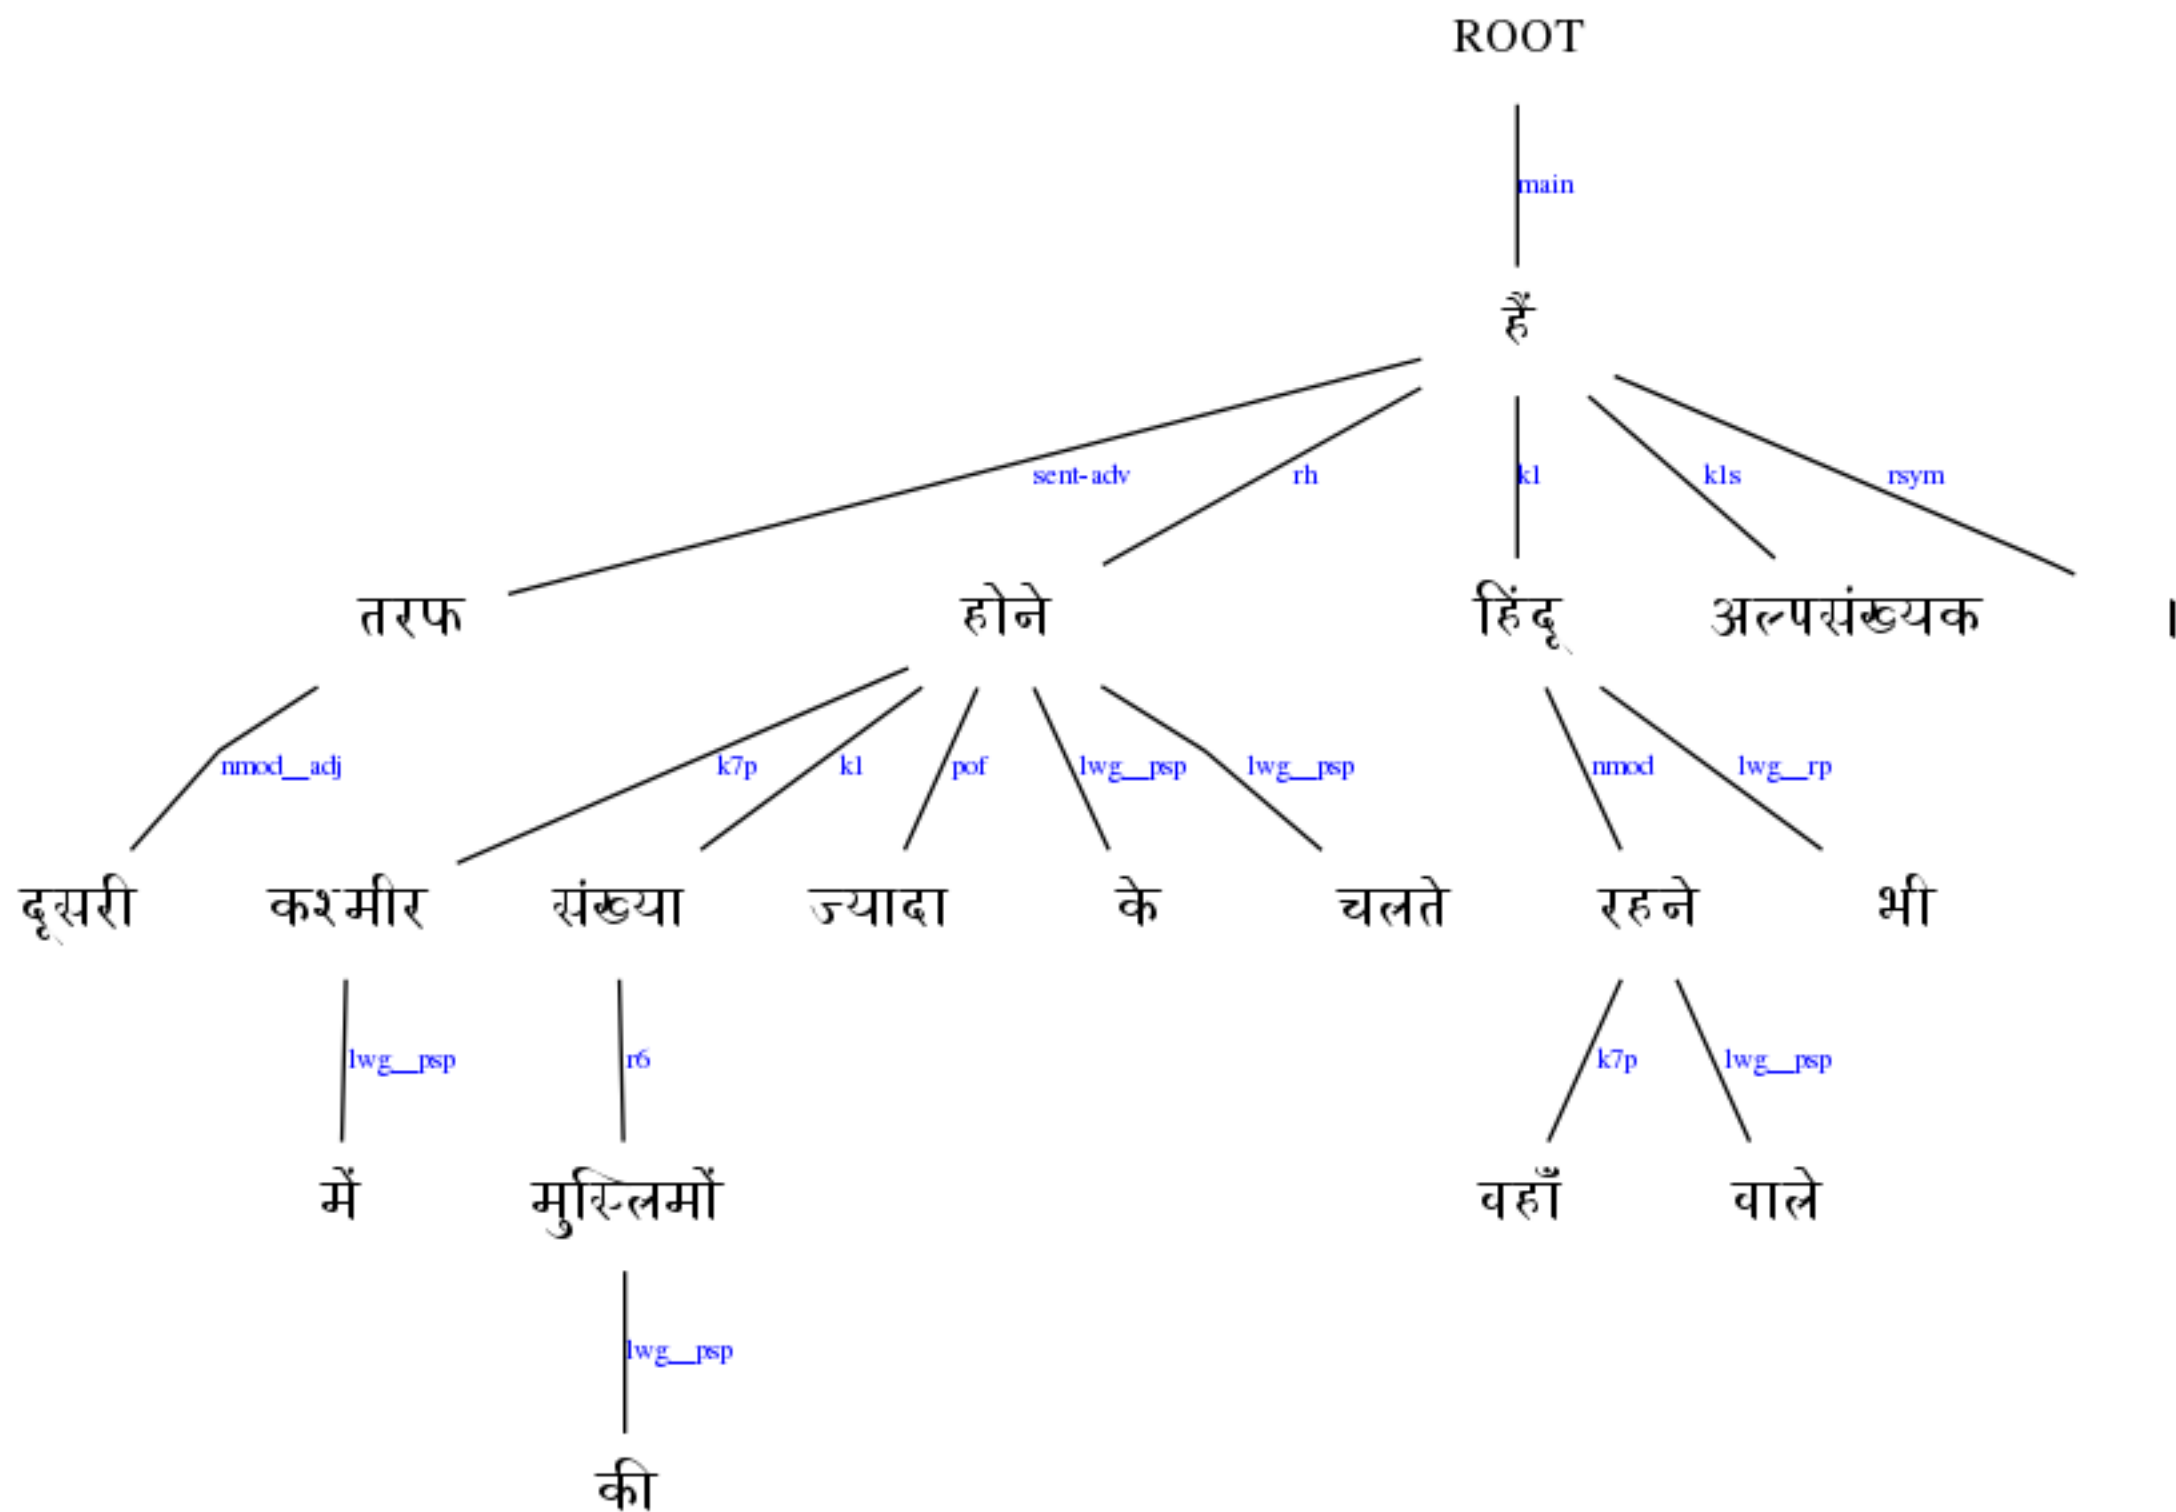 ROOT
main
हैं
sent-adv rh k1 k1s rsym
तरफ होने हिंदू अल्पसंख्यक ।
nmod__adj k7p k1 pof lwg__psp lwg__psp nmod lwg__rp
दूसरी कश्मीर संख्या ज्यादा के चलते रहने भी
lwg__psp r6 k7p lwg__psp
में मुस्लिमों वहाँ वाले
lwg__psp
की